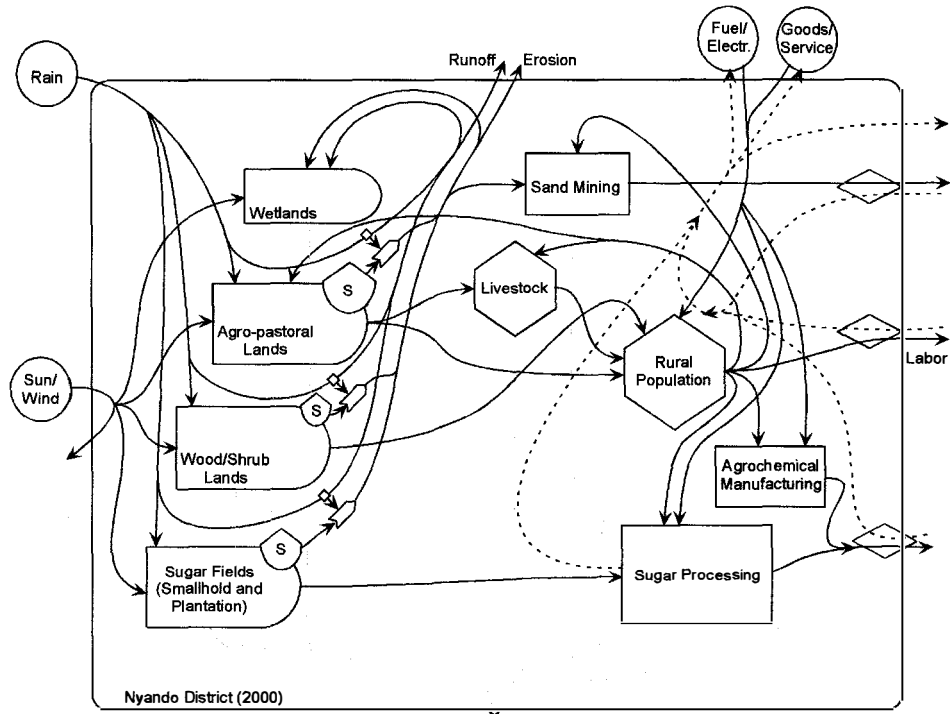 Fuel/
Electr.
Goods/
Service
Runoff
Erosion
Rain
Sand Mining
Wetlands
S
Livestock
Agro-pastoral
Lands
Rural
Population
Labor
Sun/
Wind
S
Wood/Shrub
Lands
Agrochemical
Manufacturing
S
Sugar Fields
(Smallhold and
Plantation)
Sugar Processing
Nyando District (2000)